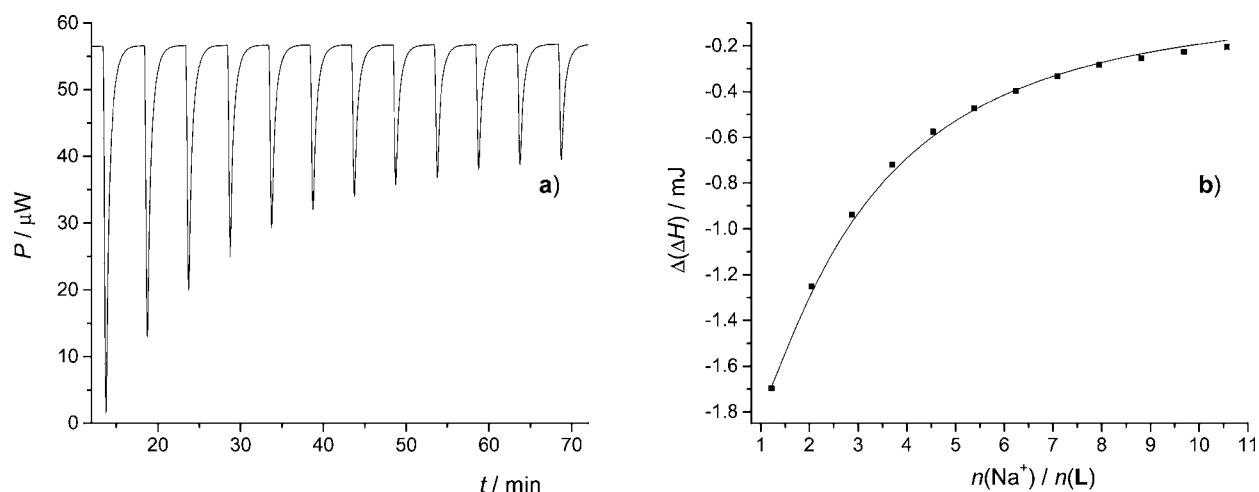 60
50
40
30
20
10
0
P / μW
20 30 40 50 60 70
t / min
a)
-0.2
-0.4
-0.6
-0.8
-1.0
-1.2
-1.4
-1.6
-1.8
Δ(ΔH) / mJ
1 2 3 4 5 6 7 8 9 10 11
n(Na⁺) / n(L)
b)